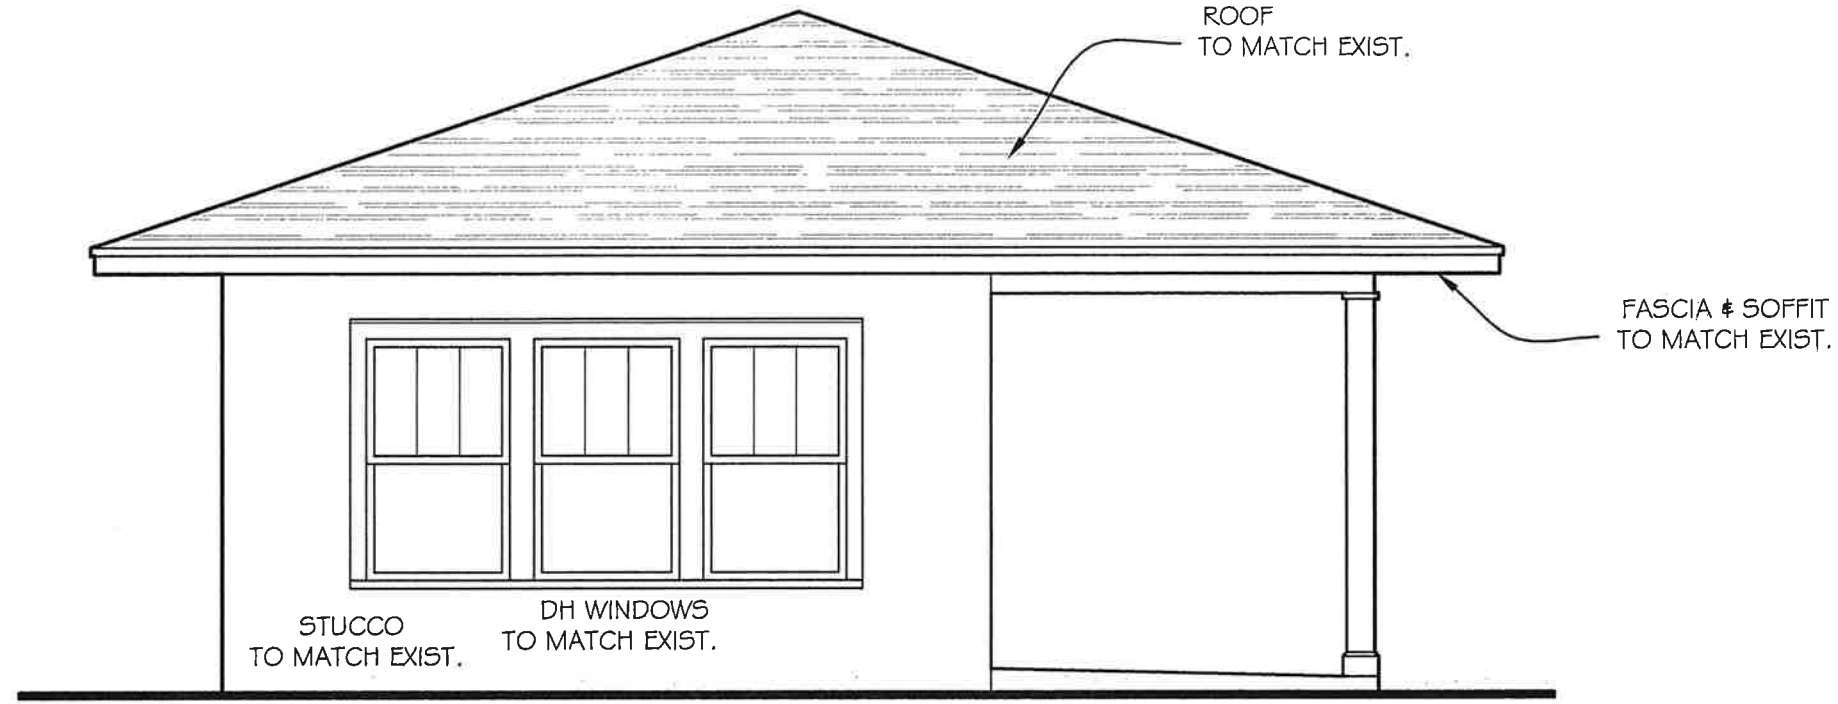 ROOF
TO MATCH EXIST.
FASCIA & SOFFIT
TO MATCH EXIST.
DH WINDOWS
TO MATCH EXIST.
STUCCO
TO MATCH EXIST.